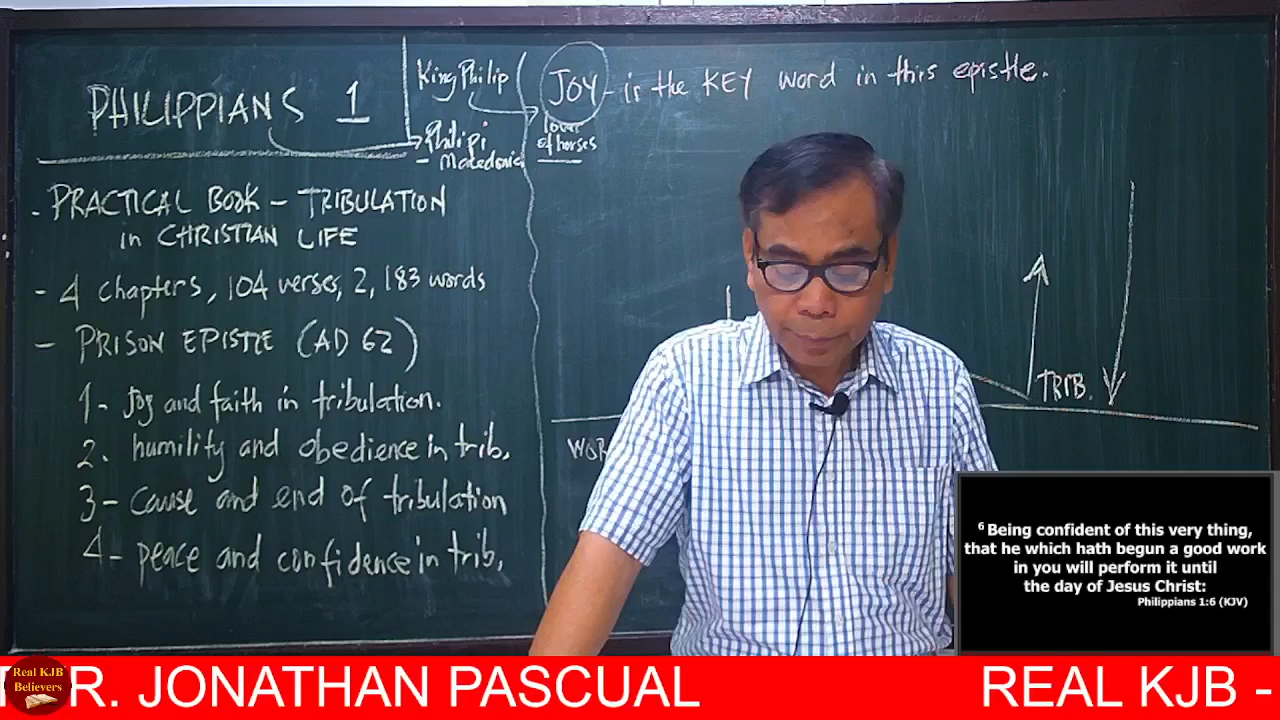 PHILIPPIANS 1
King Philip
Philipi
- Macedonia
lover
of horses
JOY - is the KEY word in this epistle.
- PRACTICAL BOOK - TRIBULATION
in CHRISTIAN LIFE
- 4 chapters, 104 verses, 2, 183 words
- PRISON EPISTLE (AD 62)
1- joy and faith in tribulation.
2. humility and obedience in trib.
3- cause and end of tribulation
4- peace and confidence in trib.
TRIB.
6 Being confident of this very thing,
that he which hath begun a good work
in you will perform it until
the day of Jesus Christ:
Philippians 1:6 (KJV)
Real KJB
Believers
R. JONATHAN PASCUAL
REAL KJB -